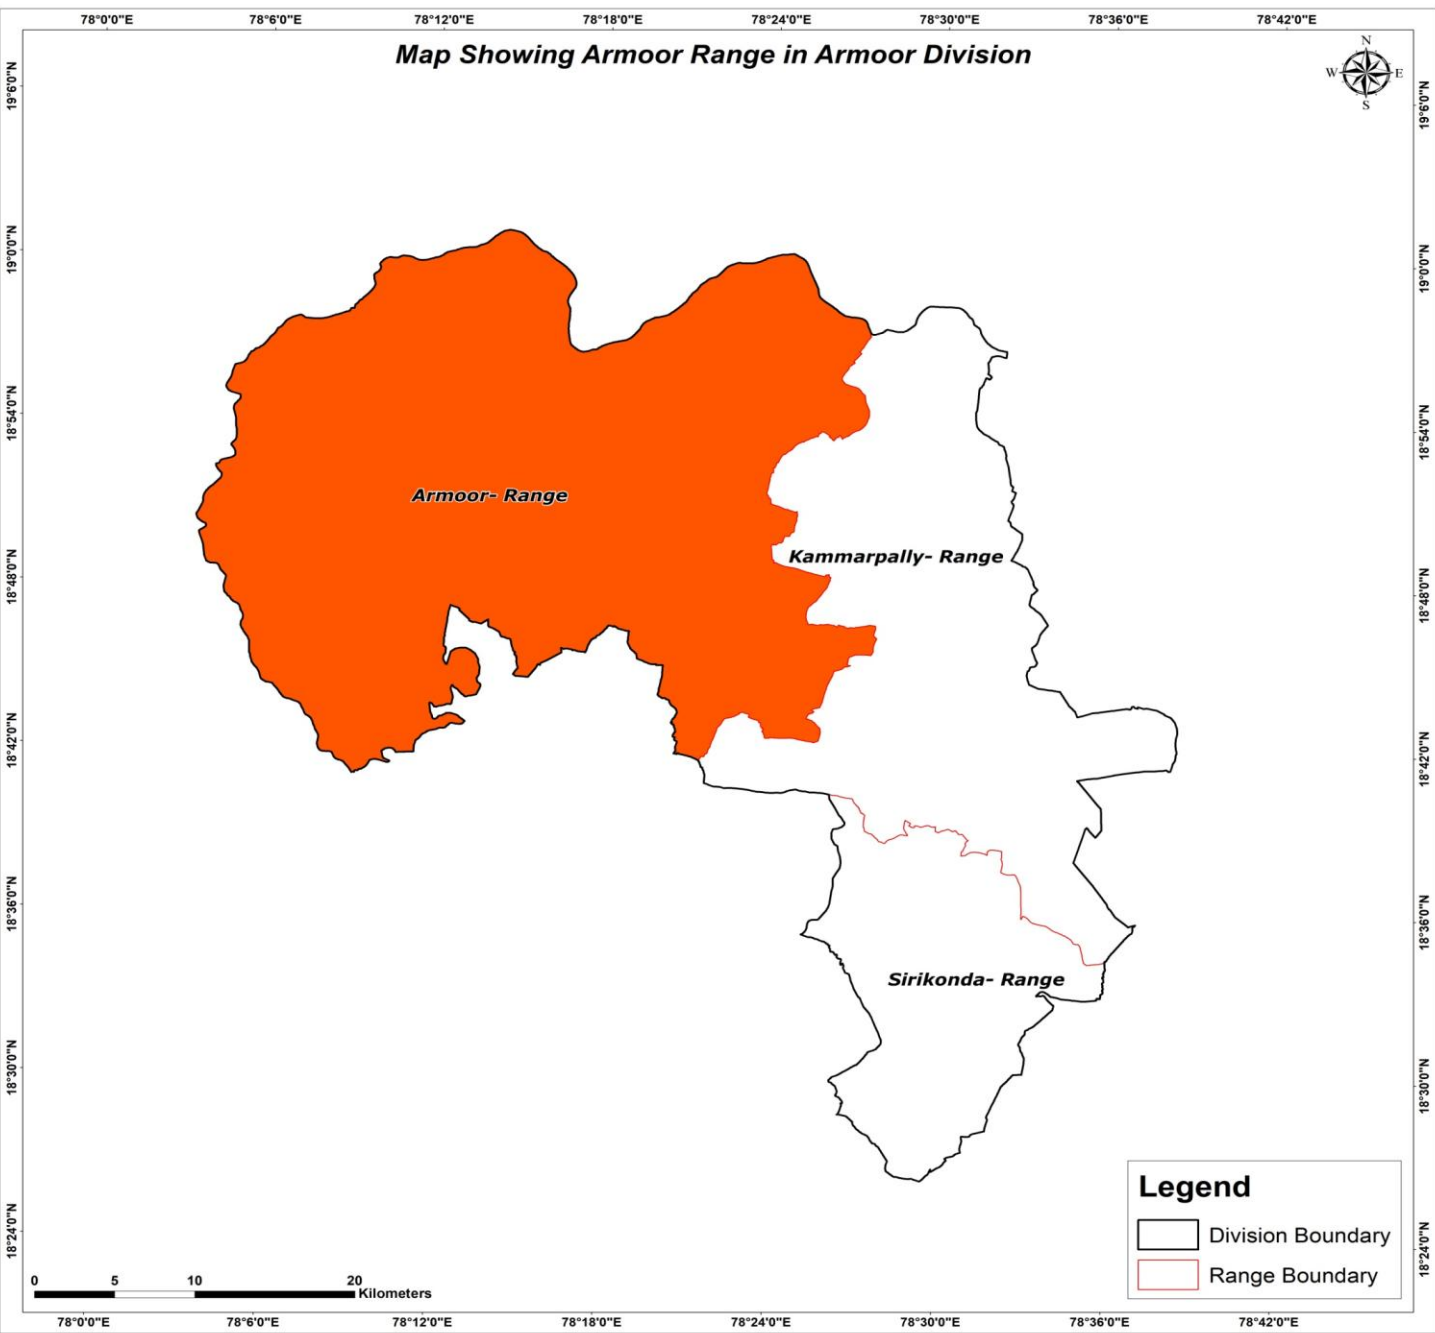 78°0'0"E 78°6'0"E 78°12'0"E 78°18'0"E 78°24'0"E 78°30'0"E 78°36'0"E 78°42'0"E
Map Showing Armoor Range in Armoor Division
N
W E
S
19°6'0"N 19°6'0"N
19°0'0"N 19°0'0"N
18°54'0"N 18°54'0"N
Armoor- Range
Kammarpally- Range
18°48'0"N 18°48'0"N
18°42'0"N 18°42'0"N
18°36'0"N 18°36'0"N
Sirikonda- Range
18°30'0"N 18°30'0"N
Legend
Division Boundary
Range Boundary
18°24'0"N 18°24'0"N
0 5 10 20
Kilometers
78°0'0"E 78°6'0"E 78°12'0"E 78°18'0"E 78°24'0"E 78°30'0"E 78°36'0"E 78°42'0"E